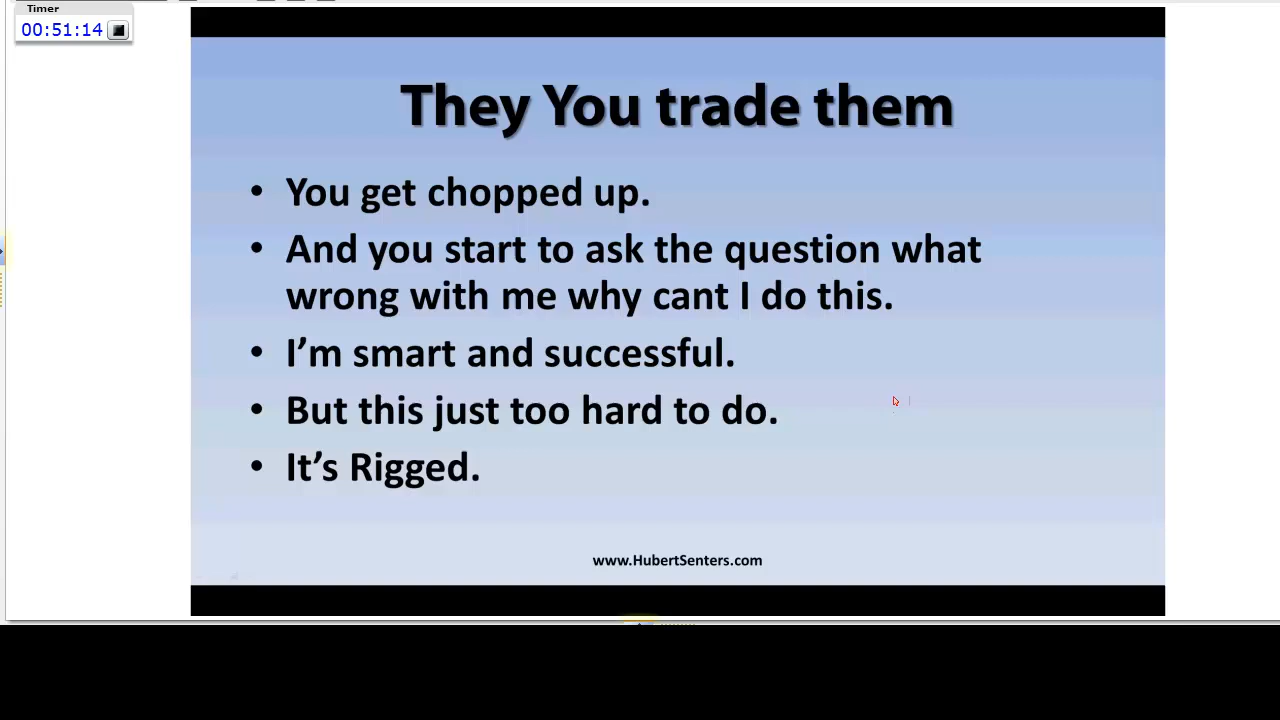 Timer
00:51:14
They You trade them
• You get chopped up.
• And you start to ask the question what
wrong with me why cant I do this.
• I’m smart and successful.
• But this just too hard to do.
• It’s Rigged.
www.HubertSenters.com